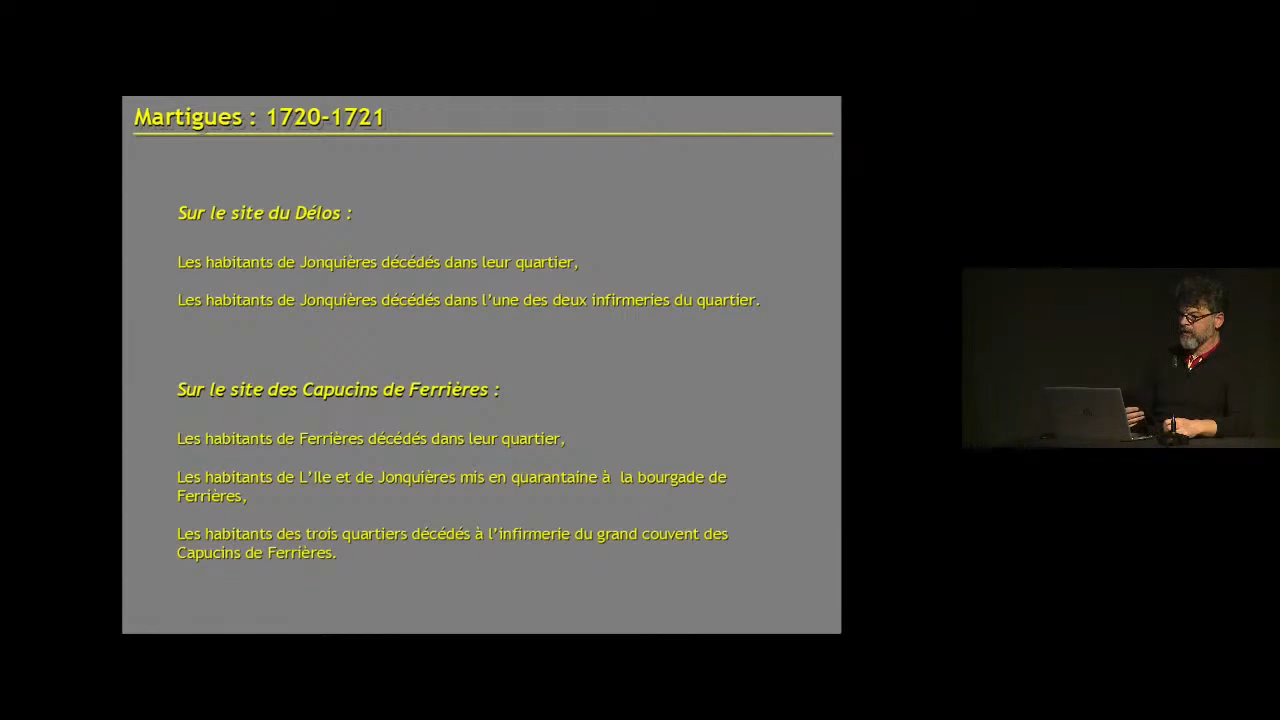 Martigues : 1720-1721
Sur le site du Délos :
Les habitants de Jonquières décédés dans leur quartier,
Les habitants de Jonquières décédés dans l’une des deux infirmeries du quartier.
Sur le site des Capucins de Ferrières :
Les habitants de Ferrières décédés dans leur quartier,
Les habitants de L’Ile et de Jonquières mis en quarantaine à  la bourgade de
Ferrières,
Les habitants des trois quartiers décédés à l’infirmerie du grand couvent des
Capucins de Ferrières.